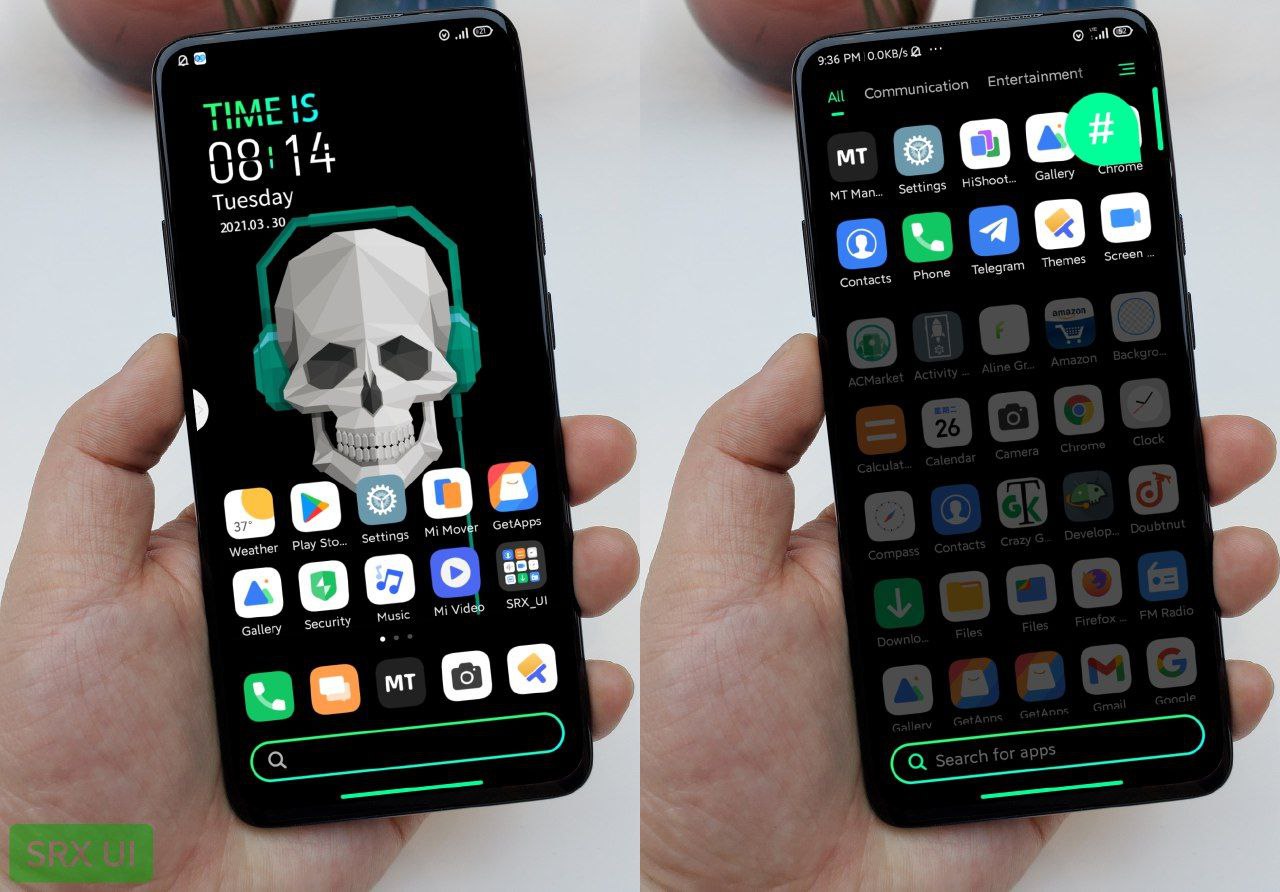 TIME IS
08:14
Tuesday
2021.03.30
37°
Weather
Play Sto...
Settings
Mi Mover
GetApps
Gallery
Security
Music
Mi Video
SRX_UI
MT
SRX UI
9:36 PM
0.0KB/s
...
All
Communication
Entertainment
#
MT
MT Man...
Settings
HiShoot...
Gallery
Chrome
Contacts
Phone
Telegram
Themes
Screen ...
ACMarket
Activity ...
f
Aline Gr...
amazon
Amazon
Backgro...
Calculat...
星期二
26
Calendar
Camera
Chrome
Clock
Compass
Contacts
GK
Crazy G...
Develop...
Doubtnut
Downlo...
Files
Files
Firefox ...
FM Radio
Gallery
GetApps
GetApps
Gmail
Google
Search for apps